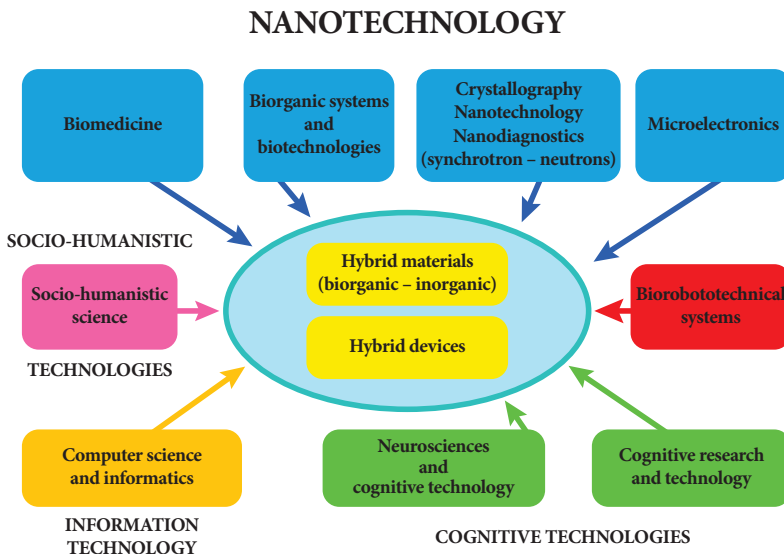 NANOTECHNOLOGY
Biomedicine
Biorganic systems
and
biotechnologies
Crystallography
Nanotechnology
Nanodiagnostics
(synchrotron – neutrons)
Microelectronics
SOCIO-HUMANISTIC
Socio-humanistic
science
TECHNOLOGIES
Hybrid materials
(biorganic – inorganic)
Hybrid devices
Biorobototechnical
systems
Computer science
and informatics
INFORMATION
TECHNOLOGY
Neurosciences
and
cognitive technology
Cognitive research
and technology
COGNITIVE TECHNOLOGIES